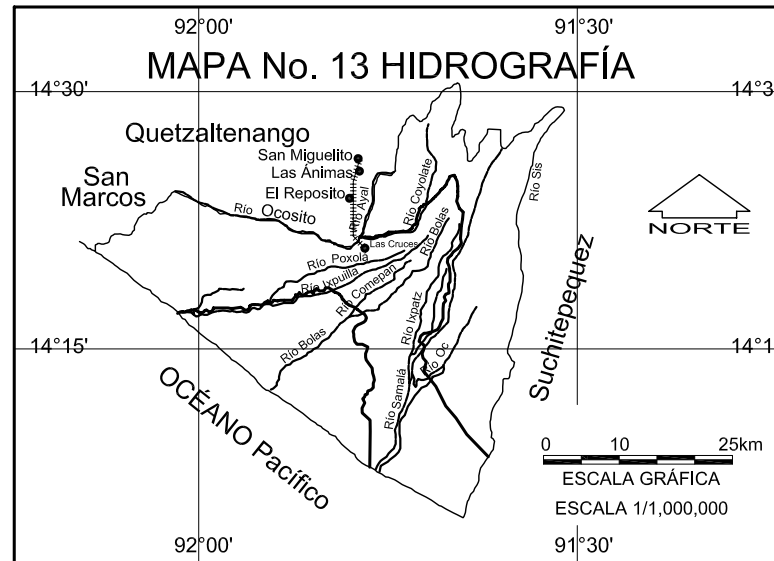 92°00'
91°30'
MAPA No. 13 HIDROGRAFÍA
14°30'
14°3
Quetzaltenango
San Miguelito
Las Ánimas
San
Marcos
El Reposito
Río Ayal
Río Coyolate
Río Sis
Río Ocosito
Río Bolas
NORTE
Las Cruces
Río Poxolá
Río Ixpuilla
Río Comepan
Río Ixpatz
Suchitepequez
14°15'
14°1
Río Bolas
Río Oc
Río Samalá
OCÉANO Pacífico
0 10 25km
ESCALA GRÁFICA
ESCALA 1/1,000,000
92°00'
91°30'